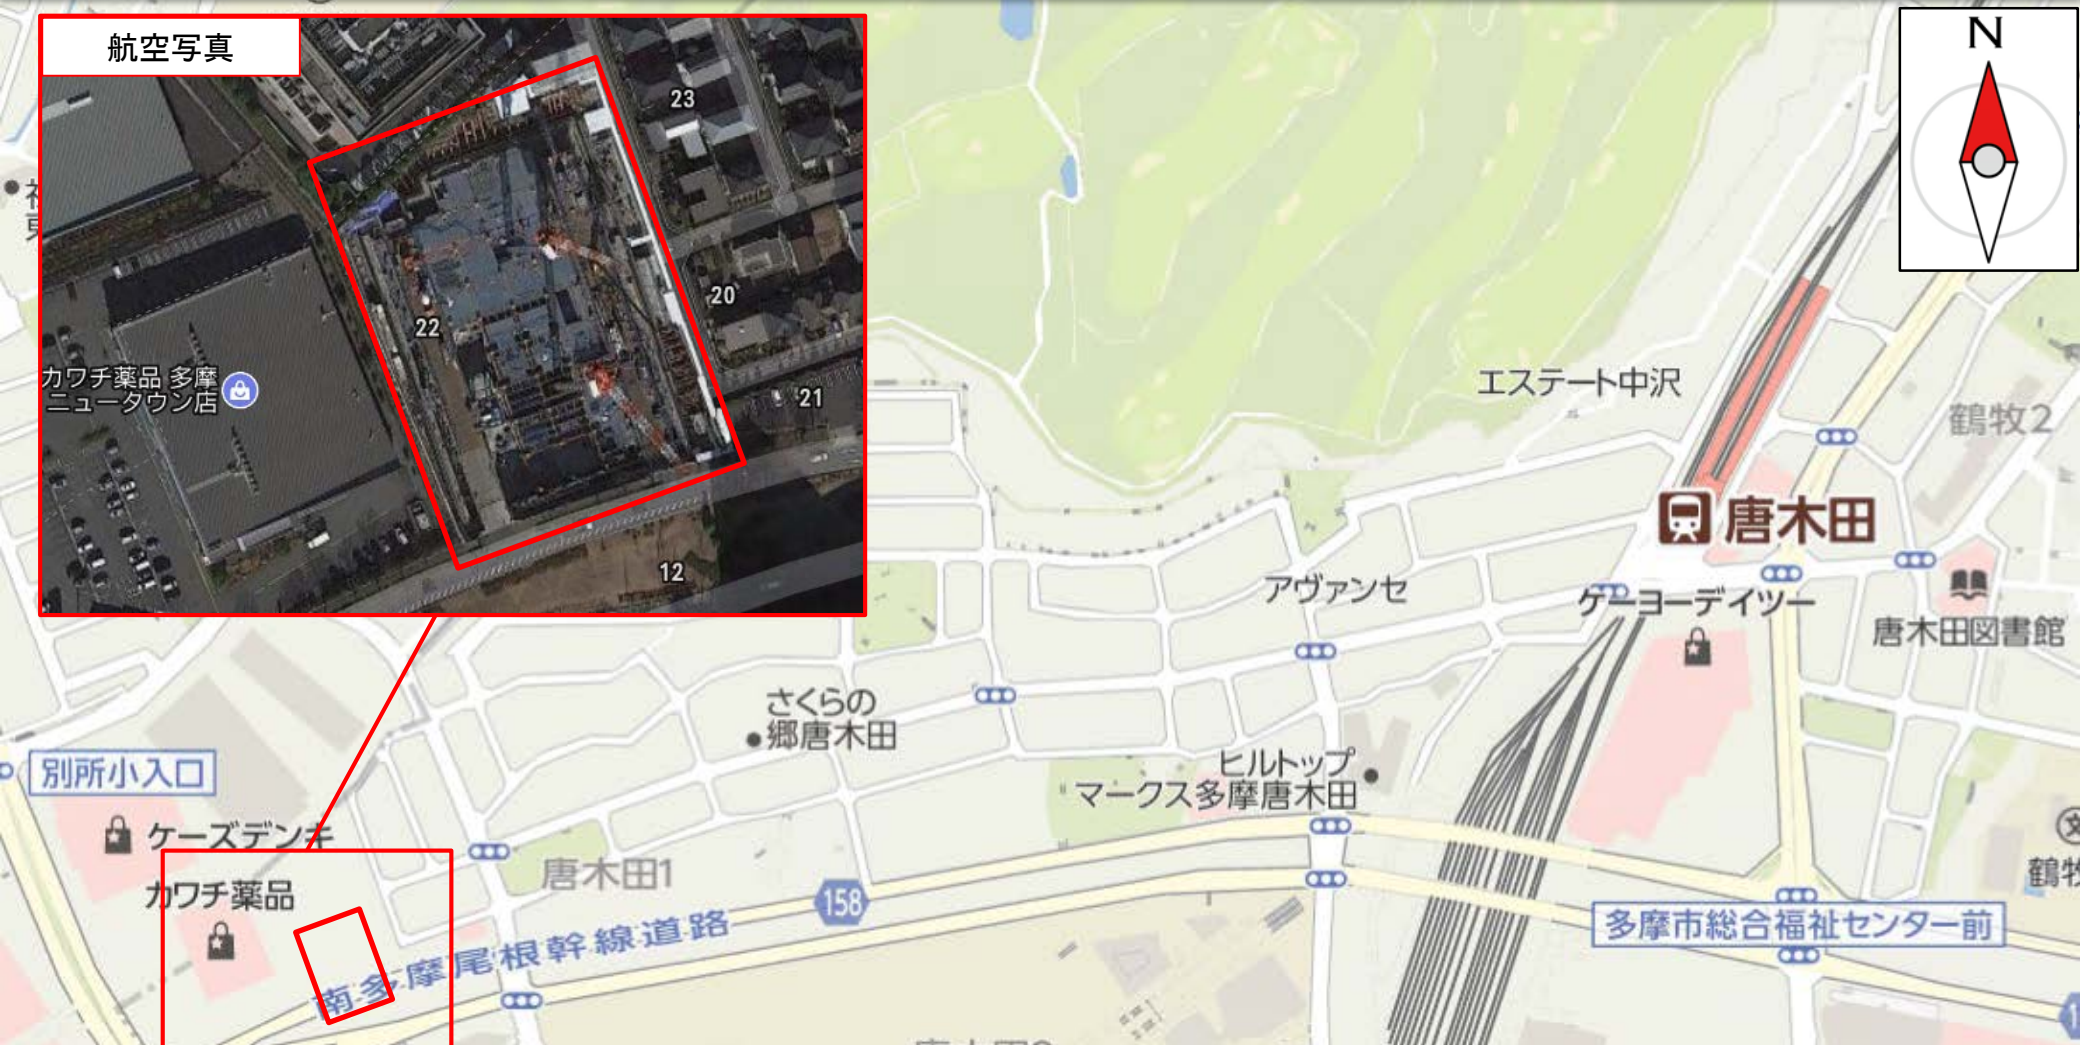 航空写真
N
23
20
22
カワチ薬品 多摩
ニュータウン店
21
12
エステート中沢
鶴牧2
唐木田
アヴァンセ
ケーヨーデイツー
唐木田図書館
さくらの
郷唐木田
ヒルトップ
マークス多摩唐木田
別所小入口
ケーズデンキ
唐木田1
カワチ薬品
158
南多摩尾根幹線道路
多摩市総合福祉センター前
鶴牧